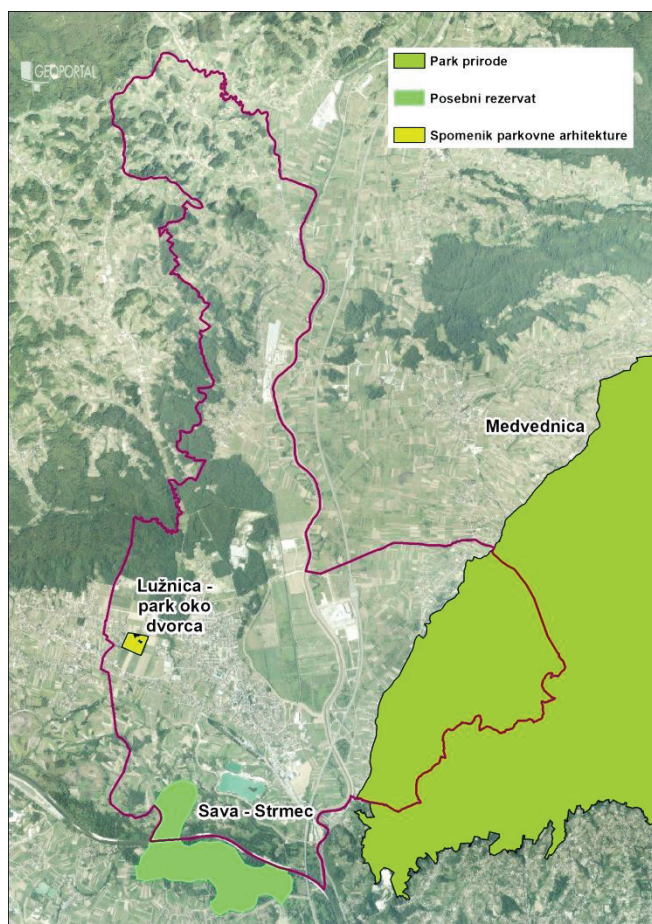 GEOPORTAL
Park prirode
Posebni rezervat
Spomenik parkovne arhitekture
Medvednica
Lužnica -
park oko
dvorca
Sava - Strmec